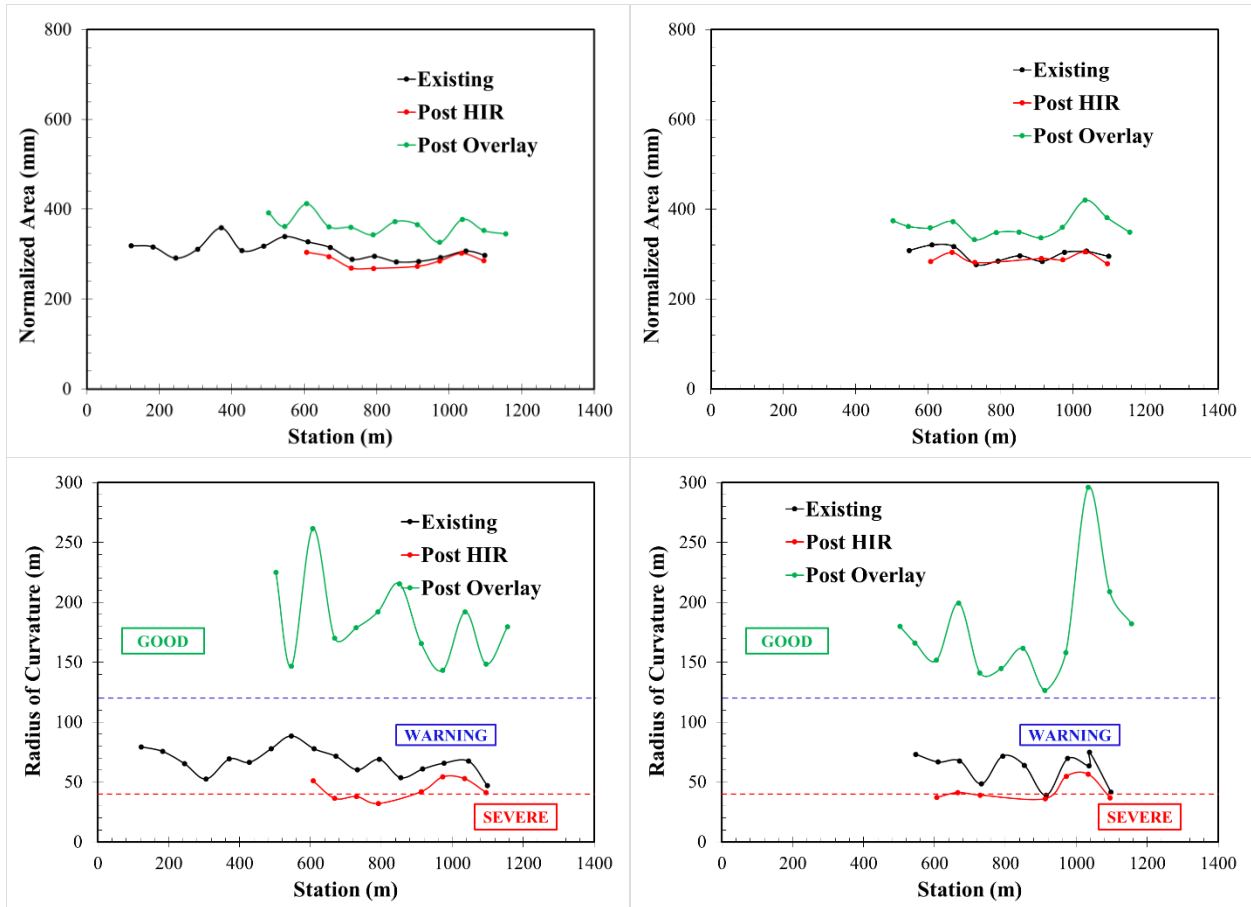 800
600
400
200
0
Normalized Area (mm)
Existing
Post HIR
Post Overlay
0 200 400 600 800 1000 1200 1400
Station (m)
800
600
400
200
0
Normalized Area (mm)
Existing
Post HIR
Post Overlay
0 200 400 600 800 1000 1200 1400
Station (m)
300
250
200
150
100
50
0
Radius of Curvature (m)
Existing
Post HIR
Post Overlay
GOOD
WARNING
SEVERE
0 200 400 600 800 1000 1200 1400
Station (m)
300
250
200
150
100
50
0
Radius of Curvature (m)
Existing
Post HIR
Post Overlay
GOOD
WARNING
SEVERE
0 200 400 600 800 1000 1200 1400
Station (m)